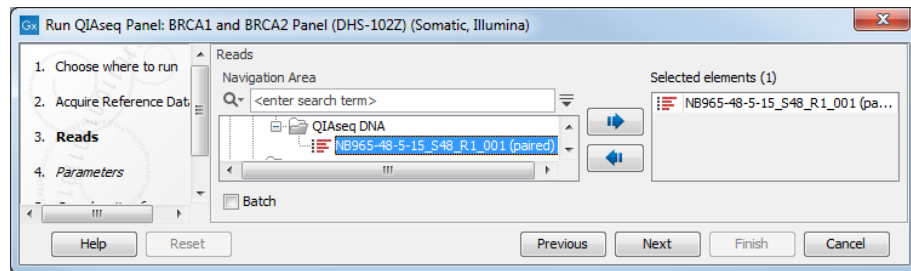 Gx Run QIAseq Panel: BRCA1 and BRCA2 Panel (DHS-102Z) (Somatic, Illumina)
1. Choose where to run
2. Acquire Reference Dat
3. Reads
4. Parameters
Reads
Navigation Area
<enter search term>
QIAseq DNA
NB965-48-5-15_S48_R1_001 (paired)
Batch
Selected elements (1)
NB965-48-5-15_S48_R1_001 (pa...
Help
Reset
Previous
Next
Finish
Cancel